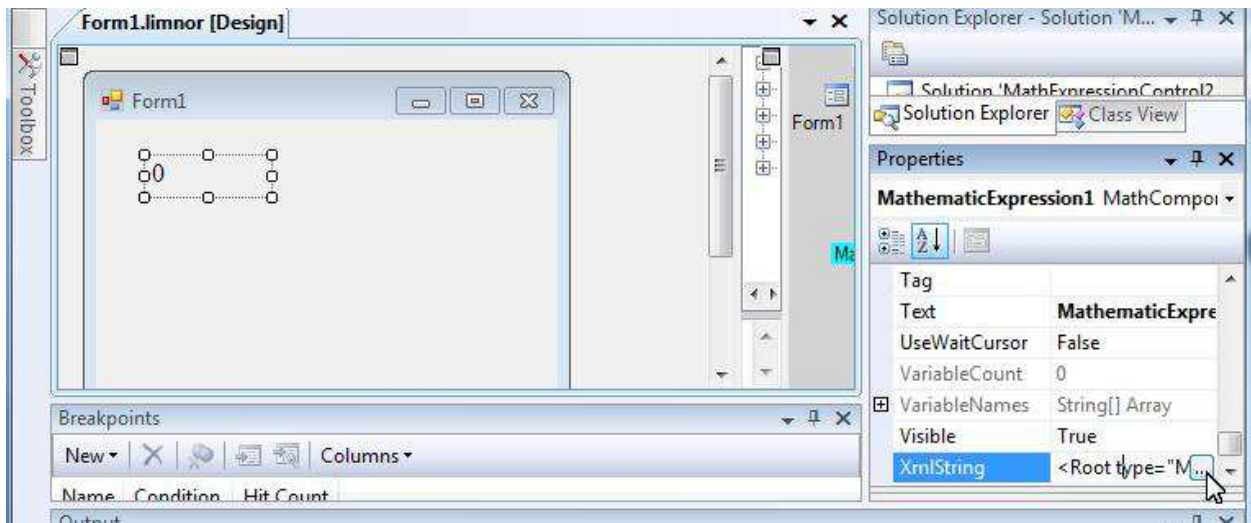 Form1.limnor [Design]
Toolbox
Form1
0
Form1
Ma
Breakpoints
New
Columns
Name Condition Hit Count
Output
Solution Explorer - Solution 'M...
Solution 'MathExpressionControl2
Solution Explorer Class View
Properties
MathematicExpression1 MathCompo
Tag
Text MathematicExpre
UseWaitCursor False
VariableCount 0
VariableNames String[] Array
Visible True
XmlString <Root type="M ...